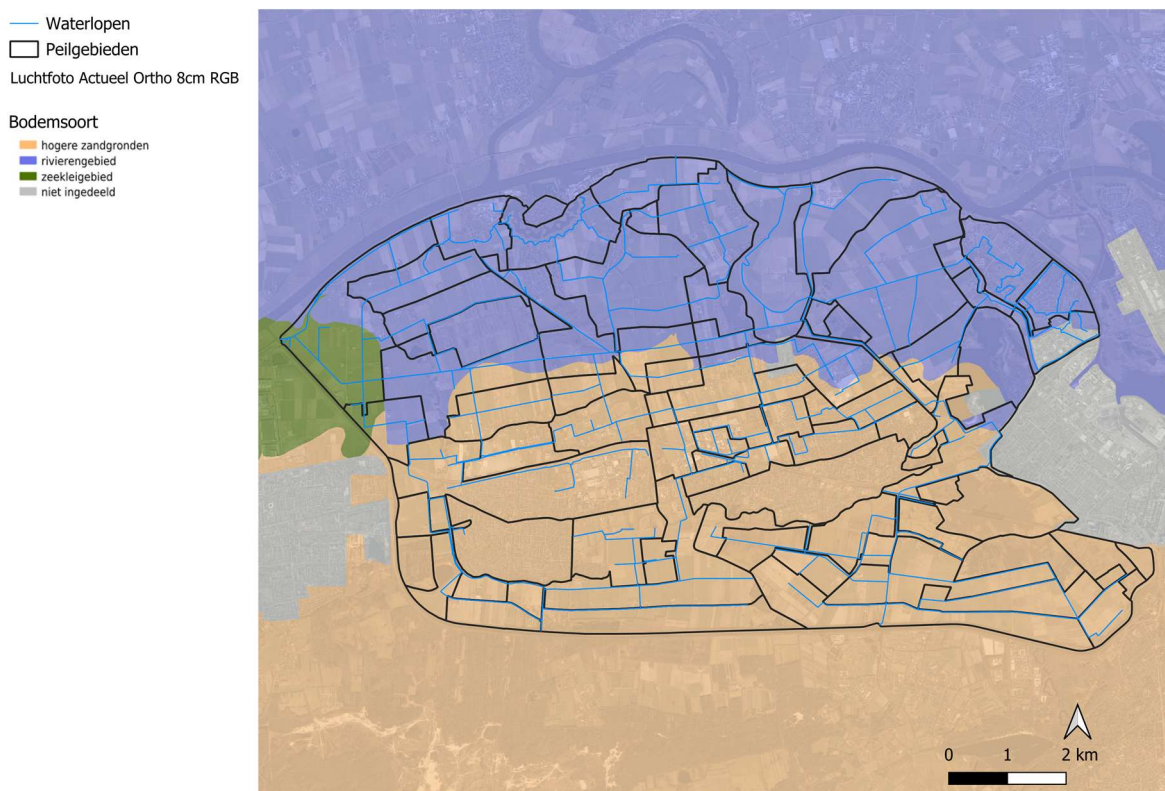 Waterlopen
Peilgebieden
Luchtfoto Actueel Ortho 8cm RGB
Bodemsoort
hogere zandgronden
rivierengebied
zeekleigebied
niet ingedeeld
0 1 2 km